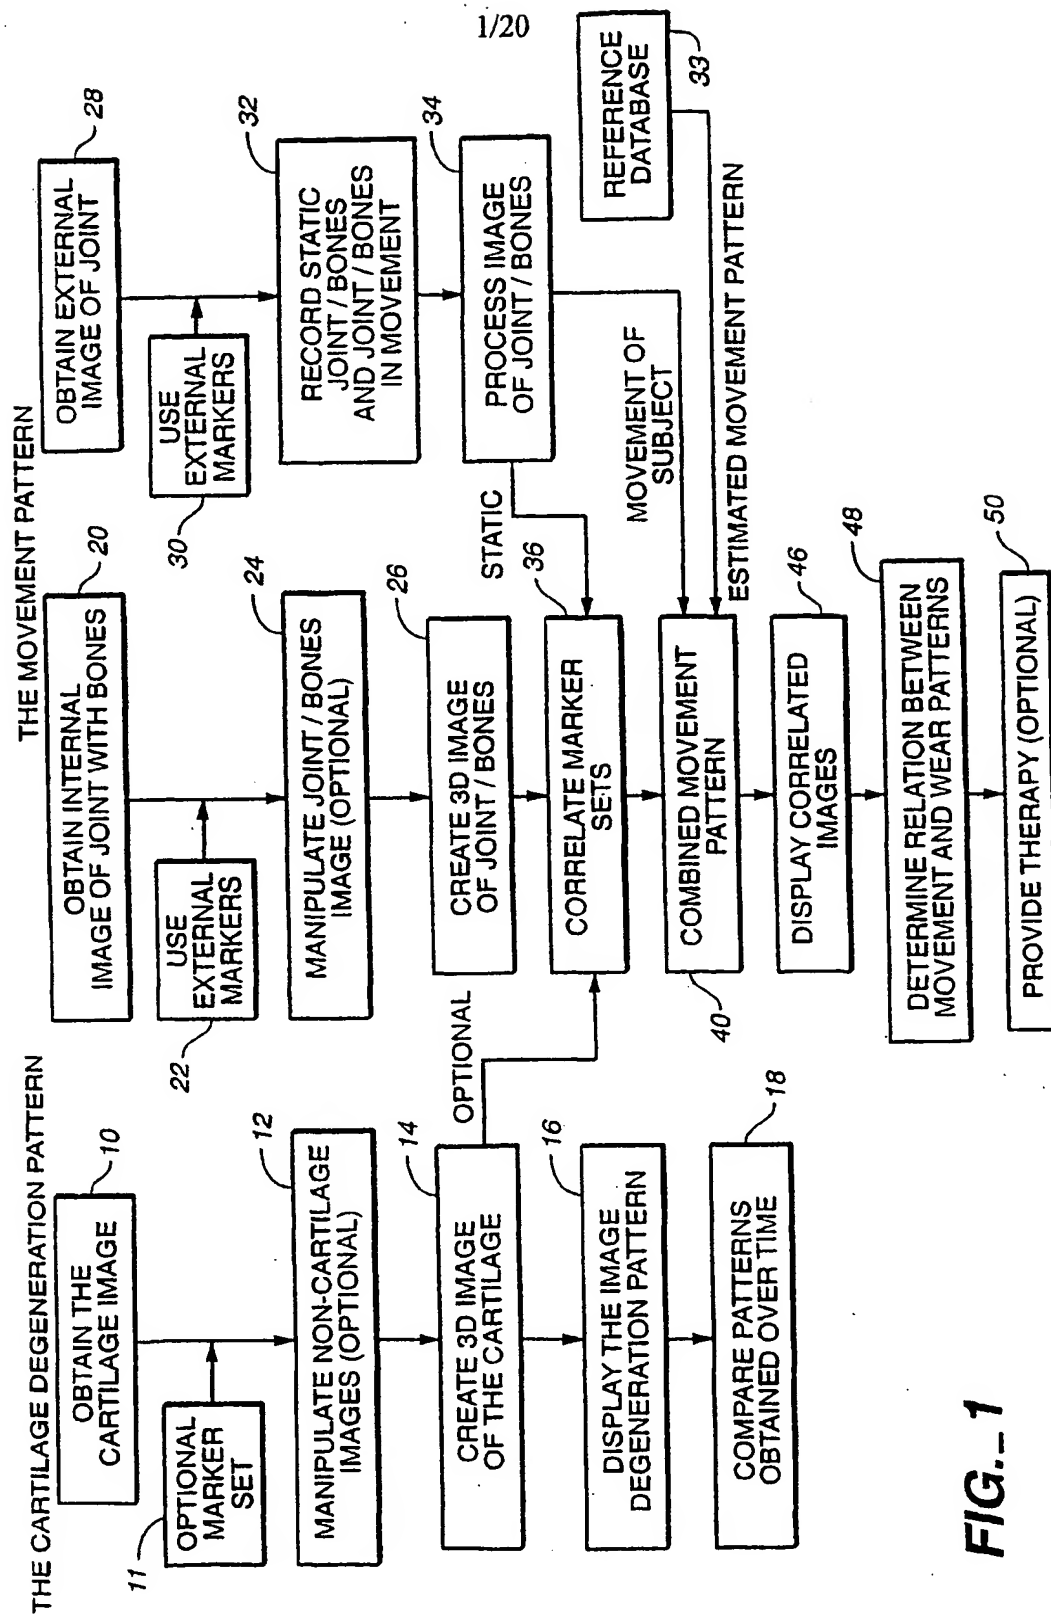 1/20
THE CARTILAGE DEGENERATION PATTERN
10
OBTAIN THE
CARTILAGE IMAGE
11
OPTIONAL
MARKER
SET
12
MANIPULATE NON-CARTILAGE
IMAGES (OPTIONAL)
14
CREATE 3D IMAGE
OF THE CARTILAGE
OPTIONAL
16
DISPLAY THE IMAGE
DEGENERATION PATTERN
18
COMPARE PATTERNS
OBTAINED OVER TIME
THE MOVEMENT PATTERN
20
OBTAIN INTERNAL
IMAGE OF JOINT WITH BONES
22
USE
EXTERNAL
MARKERS
24
MANIPULATE JOINT / BONES
IMAGE (OPTIONAL)
26
CREATE 3D IMAGE
OF JOINT / BONES
36
CORRELATE MARKER
SETS
40
COMBINED MOVEMENT
PATTERN
46
DISPLAY CORRELATED
IMAGES
48
DETERMINE RELATION BETWEEN
MOVEMENT AND WEAR PATTERNS
50
PROVIDE THERAPY (OPTIONAL)
28
OBTAIN EXTERNAL
IMAGE OF JOINT
30
USE
EXTERNAL
MARKERS
32
RECORD STATIC
JOINT / BONES
AND JOINT / BONES
IN MOVEMENT
34
PROCESS IMAGE
OF JOINT / BONES
STATIC
MOVEMENT OF
SUBJECT
REFERENCE
DATABASE
33
ESTIMATED MOVEMENT PATTERN
FIG._1